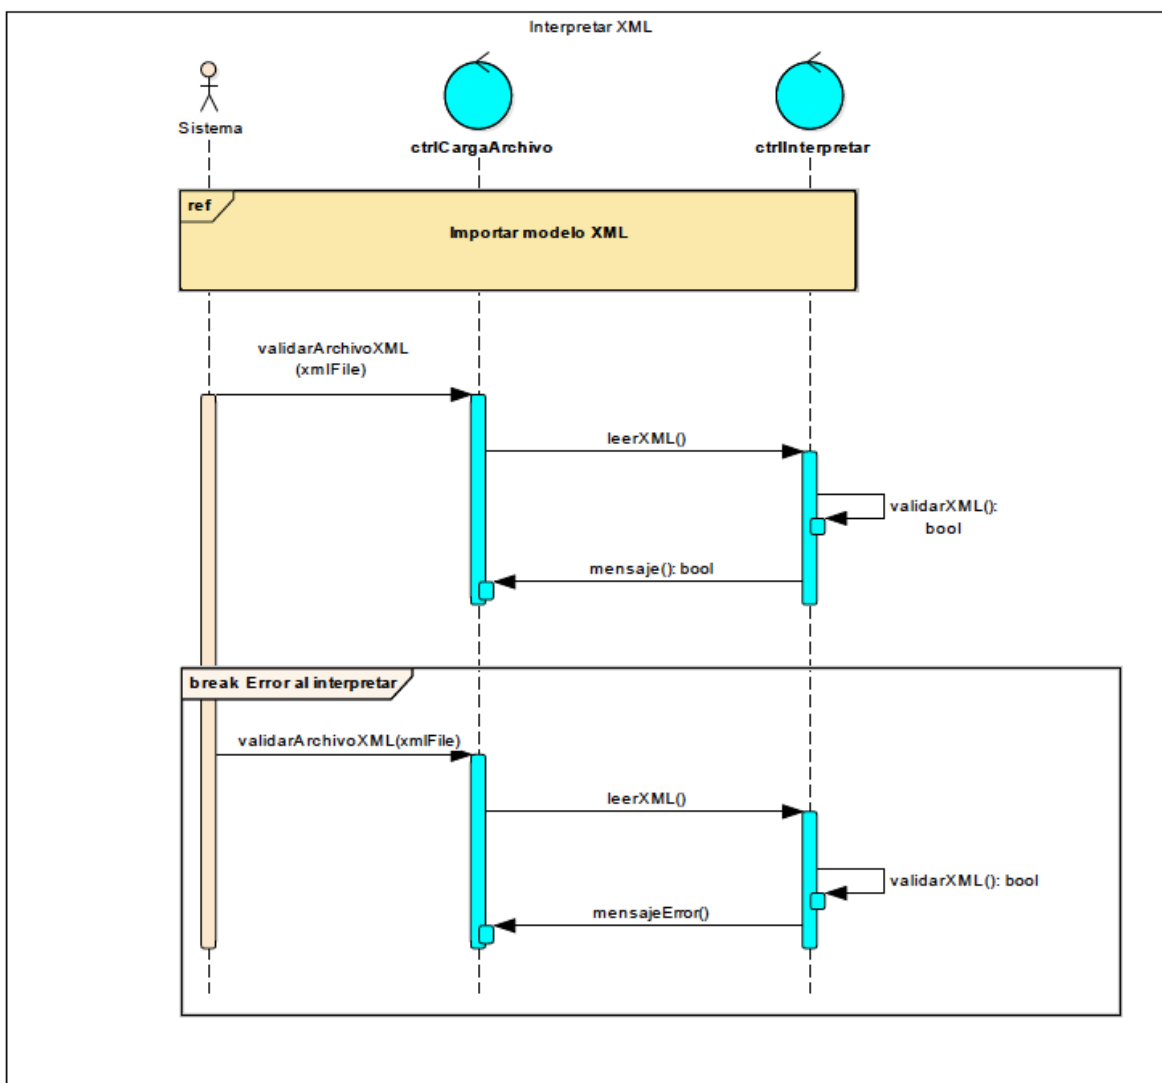 Interpretar XML
Sistema
ctrlCargaArchivo
ctrlInterpretar
ref
Importar modelo XML
validarArchivoXML
(xmlFile)
leerXML()
validarXML():
bool
mensaje(): bool
break Error al interpretar
validarArchivoXML(xmlFile)
leerXML()
validarXML(): bool
mensajeError()